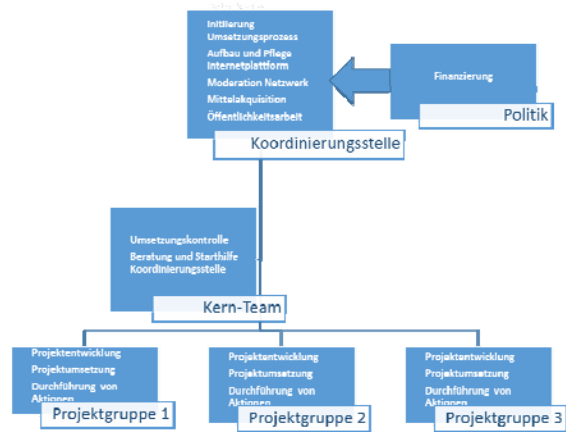 Initiierung
Umsetzungsprozess
Aufbau und Pflege
Internetplattform
Moderation Netzwerk
Mittelakquisition
Öffentlichkeitsarbeit
Koordinierungsstelle
Finanzierung
Politik
Umsetzungskontrolle
Beratung und Starthilfe
Koordinierungsstelle
Kern-Team
Projektentwicklung
Projektumsetzung
Durchführung von
Aktionen
Projektgruppe 1
Projektentwicklung
Projektumsetzung
Durchführung von
Aktionen
Projektgruppe 2
Projektentwicklung
Projektumsetzung
Durchführung von
Aktionen
Projektgruppe 3